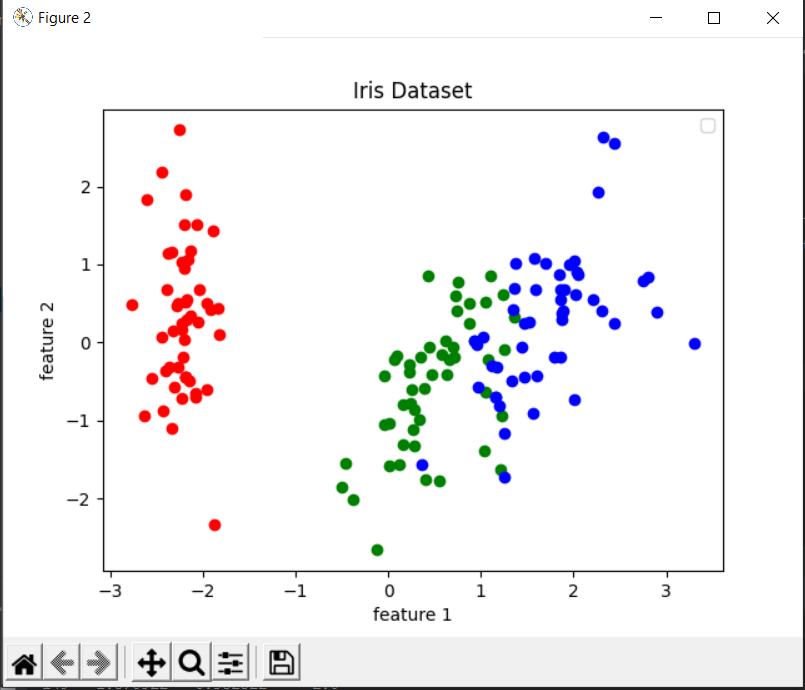 Figure 2
Iris Dataset
2
1
0
−1
−2
feature 2
−3 −2 −1 0 1 2 3
feature 1